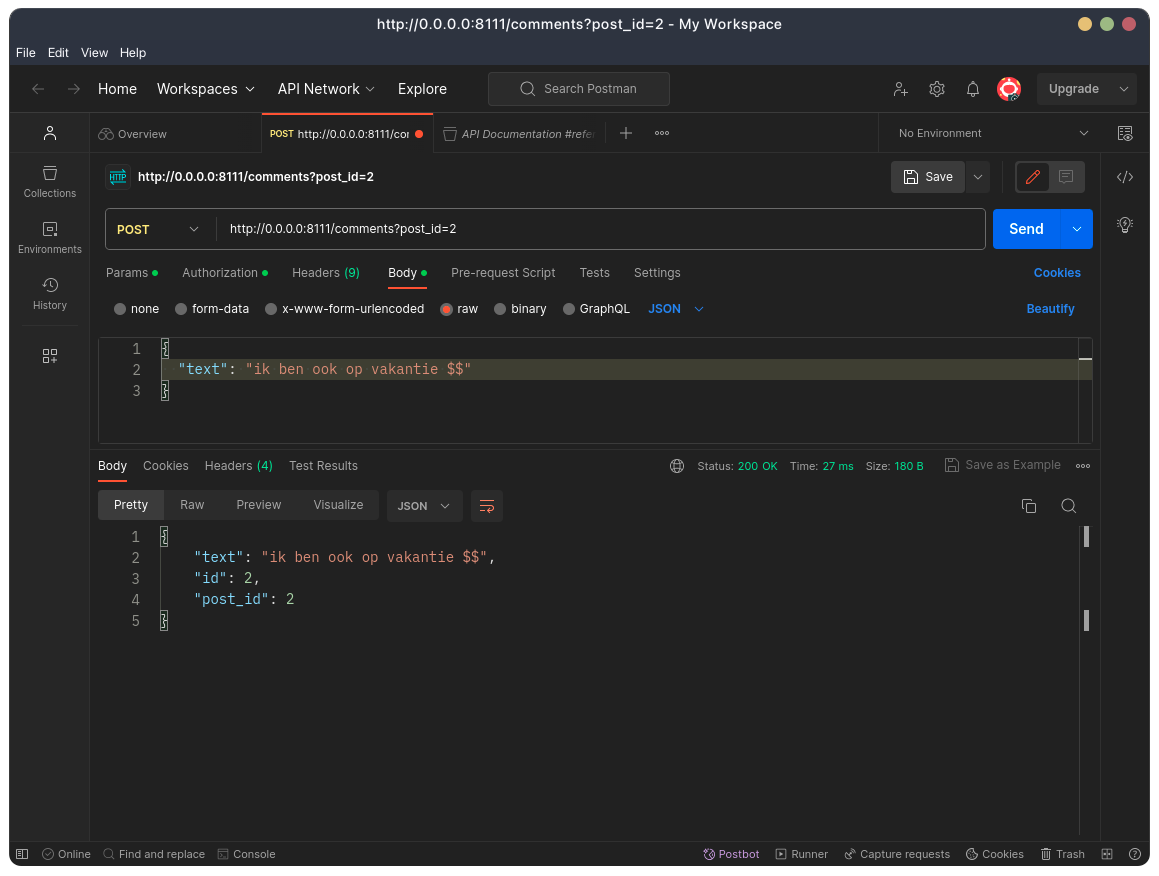 http://0.0.0.0:8111/comments?post_id=2 - My Workspace
File Edit View Help
Home Workspaces API Network Explore Search Postman Upgrade
Overview POST http://0.0.0.0:8111/cor API Documentation #refe No Environment
HTTP http://0.0.0.0:8111/comments?post_id=2 Save
Collections
Environments
History
POST http://0.0.0.0:8111/comments?post_id=2 Send
Params Authorization Headers (9) Body Pre-request Script Tests Settings Cookies
none form-data x-www-form-urlencoded raw binary GraphQL JSON Beautify
1 {
2 "text": "ik ben ook op vakantie $$"
3 }
Body Cookies Headers (4) Test Results Status: 200 OK Time: 27 ms Size: 180 B Save as Example
Pretty Raw Preview Visualize JSON
1 {
2 "text": "ik ben ook op vakantie $$",
3 "id": 2,
4 "post_id": 2
5 }
Online Find and replace Console Postbot Runner Capture requests Cookies Trash